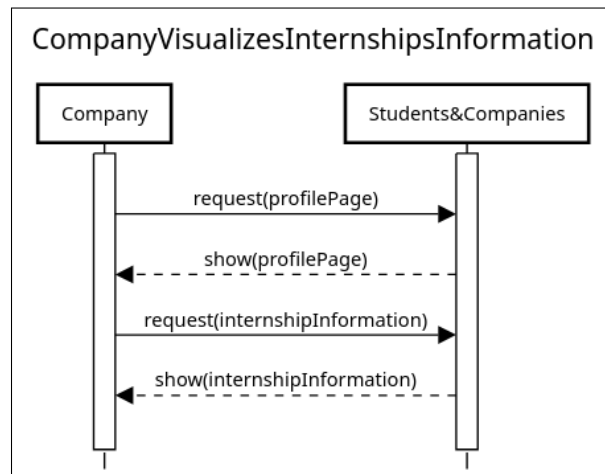 CompanyVisualizesInternshipsInformation
Company
Students&Companies
request(profilePage)
show(profilePage)
request(internshipInformation)
show(internshipInformation)